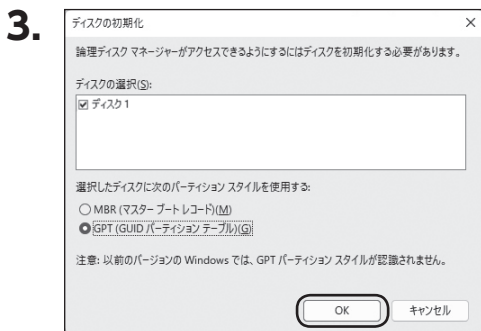 3.
ディスクの初期化
論理ディスク マネージャーがアクセスできるようにするにはディスクを初期化する必要があります。
ディスクの選択(S):
ディスク 1
選択したディスクに次のパーティション スタイルを使用する:
MBR (マスター ブート レコード)(M)
GPT (GUID パーティション テーブル)(G)
注意: 以前のバージョンの Windows では、GPT パーティション スタイルが認識されません。
OK キャンセル